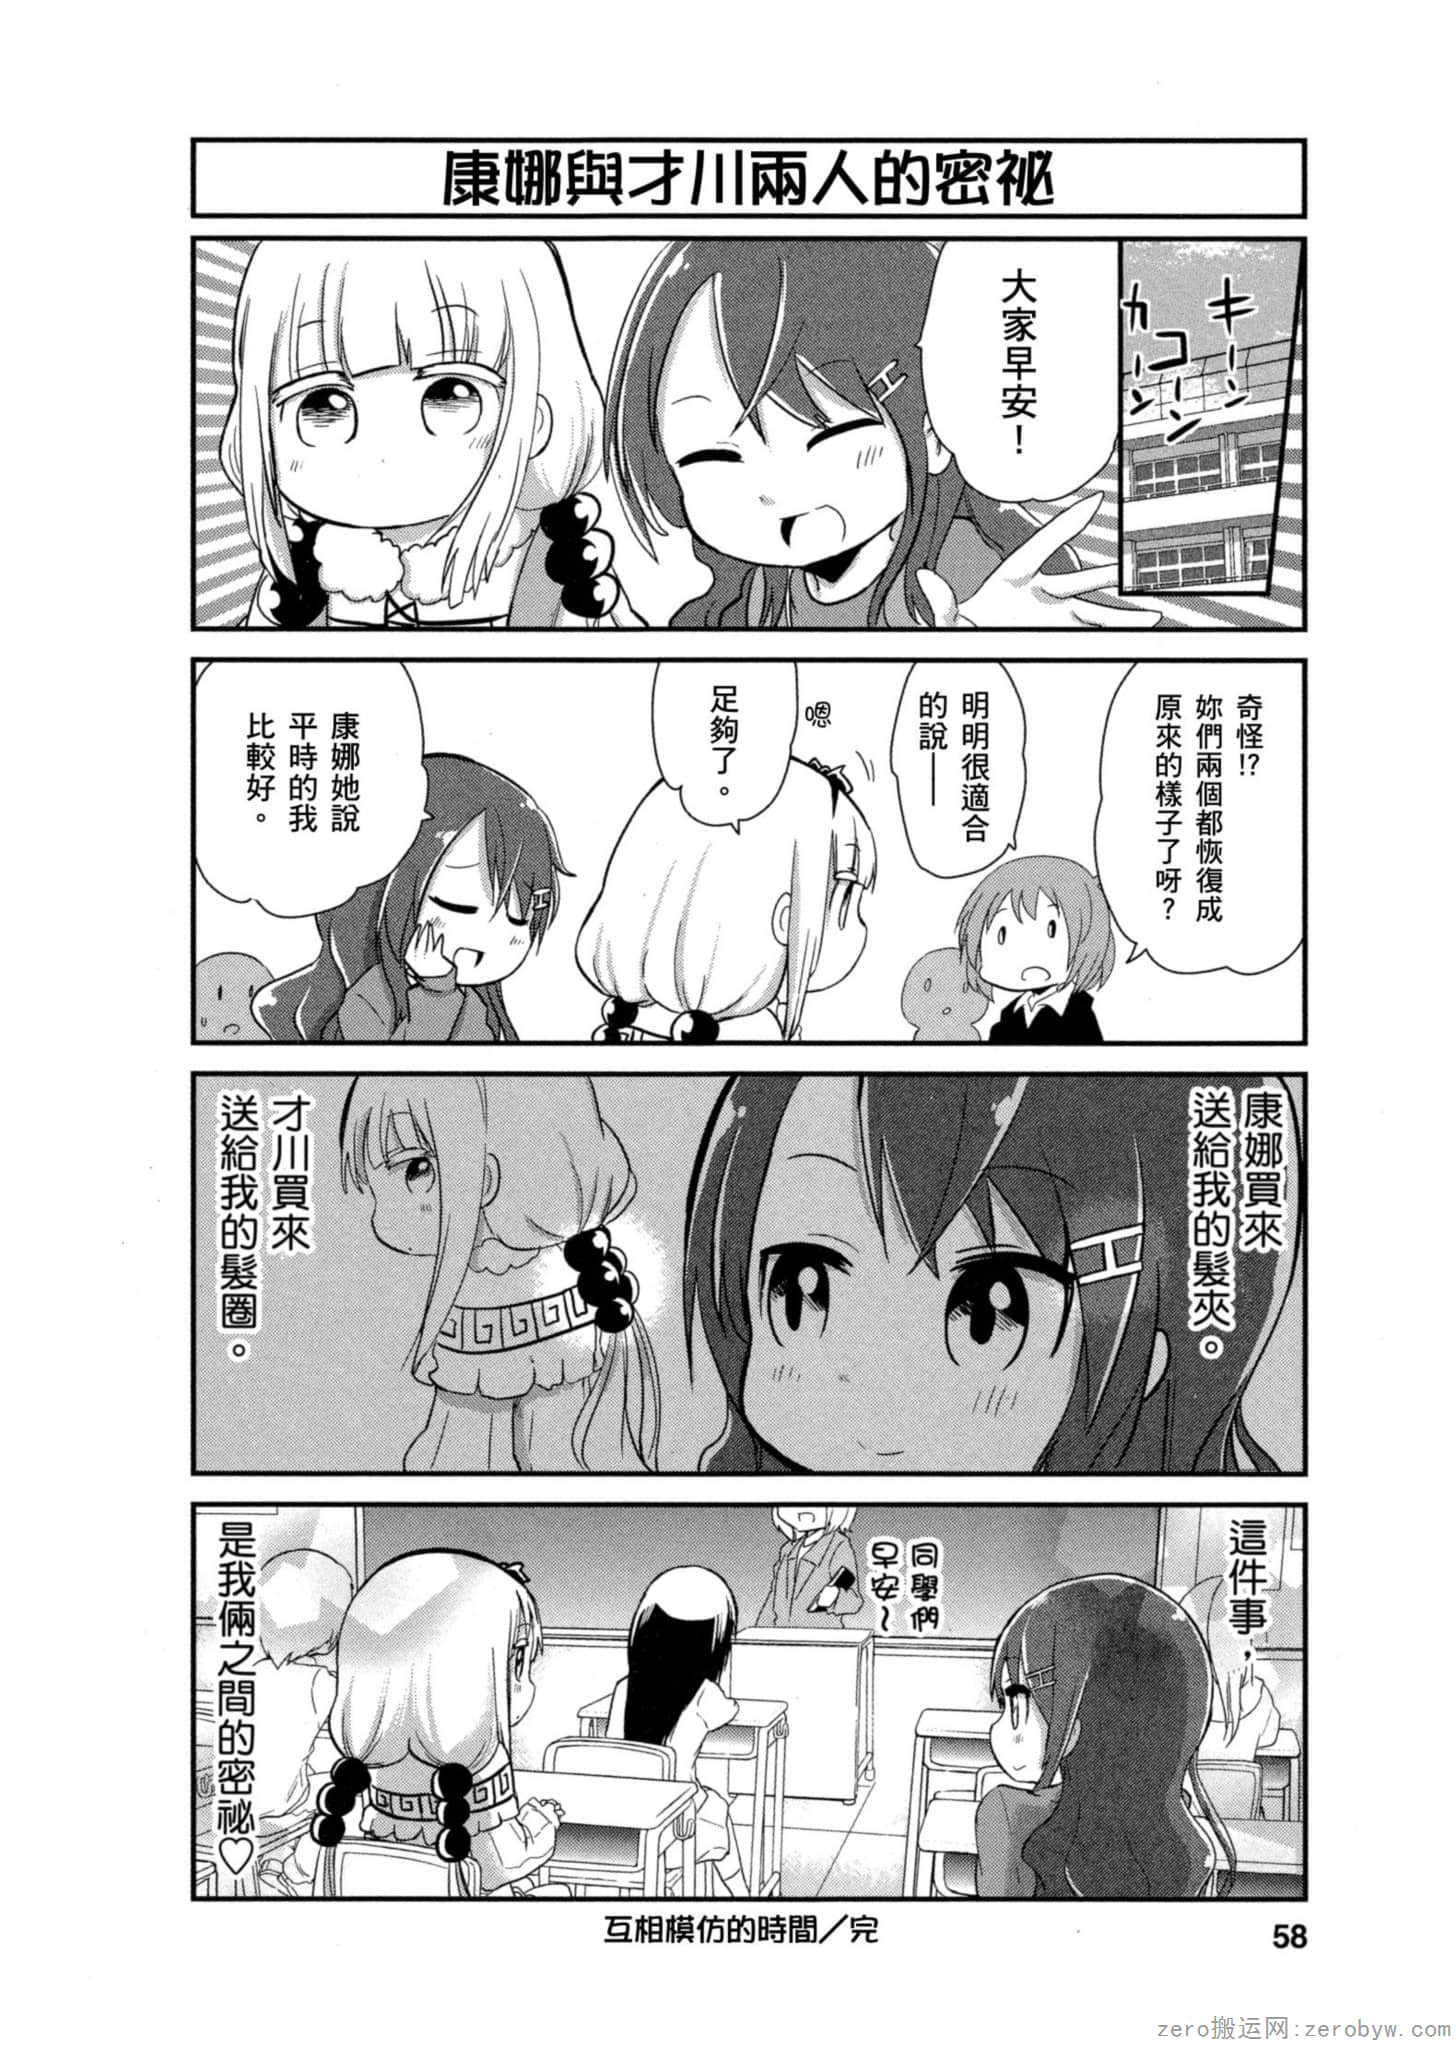 康娜與才川兩人的密祕
キーン
カコーン
大家早安！
奇怪!?
妳們兩個都恢復成
原來的樣子了呀？
明明很適合
的說——
嗯
足夠了。
康娜她說
平時的我
比較好。
康娜買來
送給我的髮夾。
才川買來
送給我的髮圈。
這件事，
同學們
早安～
是我倆之間的密祕♡
互相模仿的時間／完
58
zero搬运网:zerobyw.com